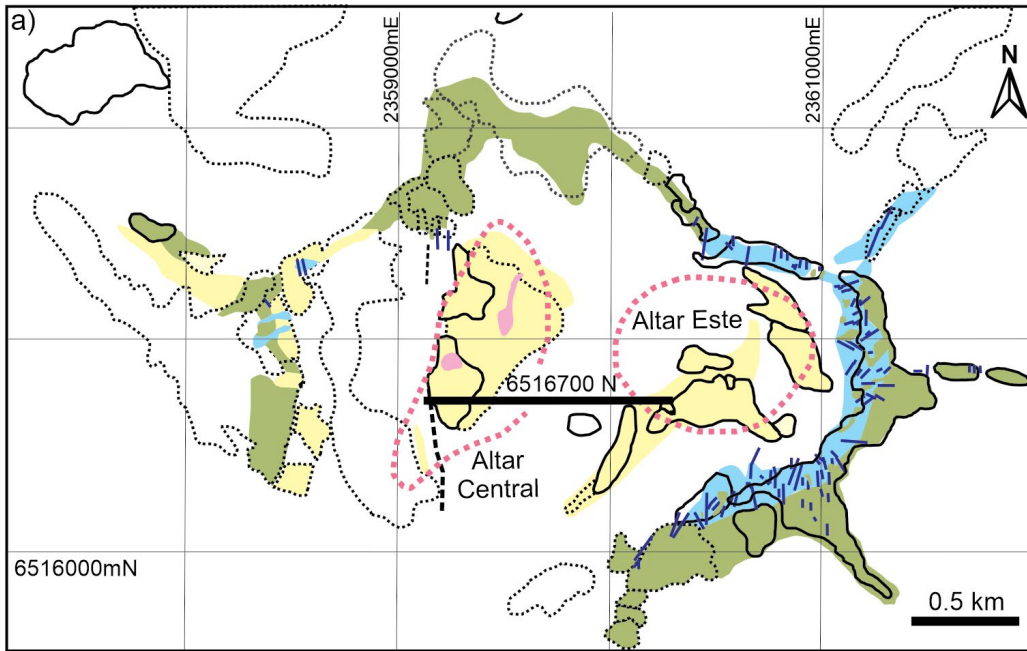 a)
2359000mE
2361000mE
N
Altar Este
6516700 N
Altar
Central
6516000mN
0.5 km